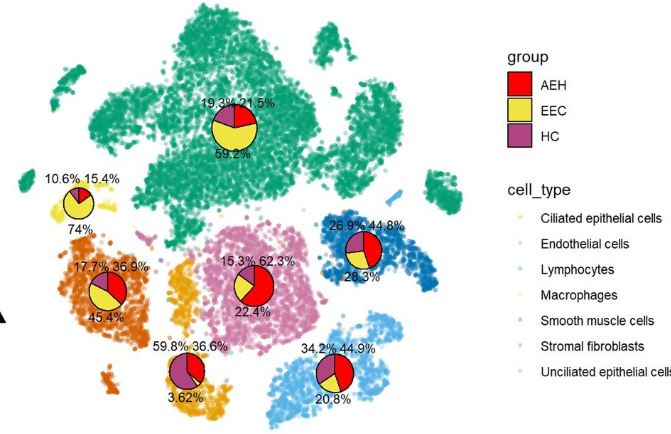 group
AEH
EEC
HC
cell_type
Ciliated epithelial cells
Endothelial cells
Lymphocytes
Macrophages
Smooth muscle cells
Stromal fibroblasts
Unciliated epithelial cells
19.3% 21.5%
59.2%
10.6% 15.4%
74%
26.9% 44.8%
28.3%
17.7% 36.9%
45.4%
15.3% 62.3%
22.4%
59.8% 36.6%
3.62%
34.2% 44.9%
20.8%